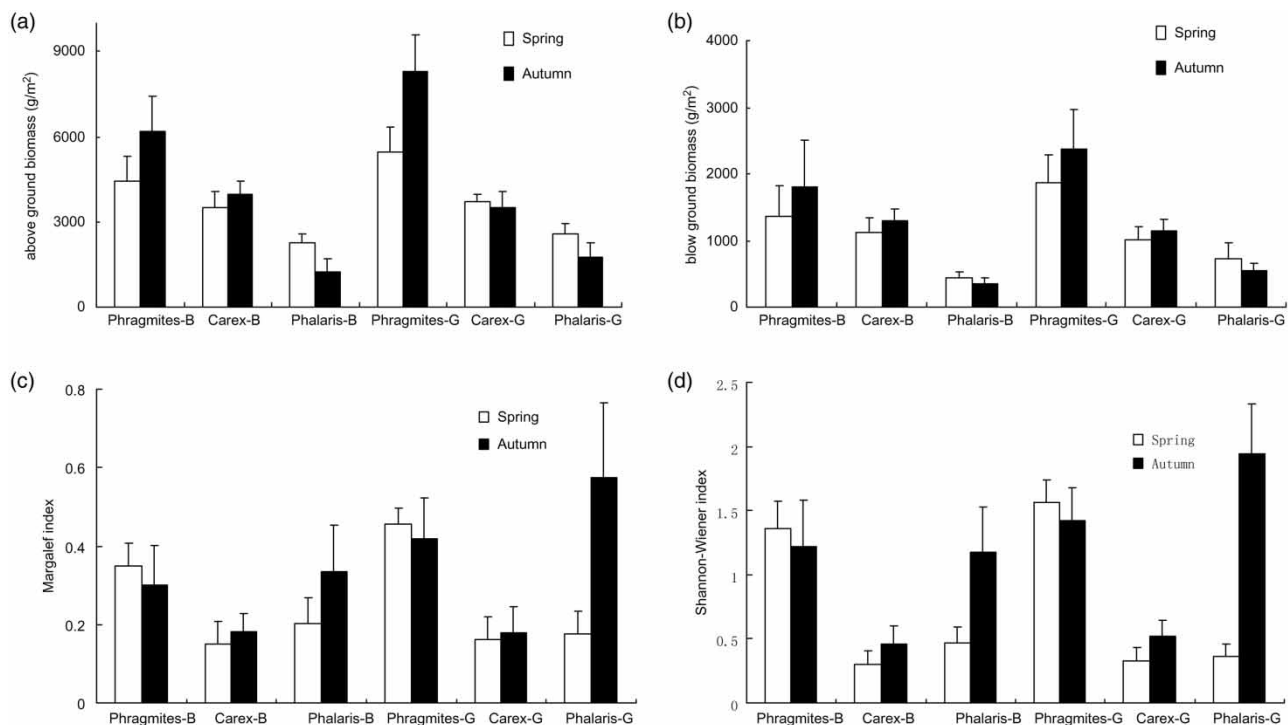 (a)
above ground biomass (g/m²)
9000
6000
3000
0
Spring
Autumn
Phragmites-B Carex-B Phalaris-B Phragmites-G Carex-G Phalaris-G
(b)
blow ground biomass (g/m²)
4000
3000
2000
1000
0
Spring
Autumn
Phragmites-B Carex-B Phalaris-B Phragmites-G Carex-G Phalaris-G
(c)
Margalef index
0.8
0.6
0.4
0.2
0
Spring
Autumn
Phragmites-B Carex-B Phalaris-B Phragmites-G Carex-G Phalaris-G
(d)
Shannon-Wiener index
2.5
2
1.5
1
0.5
0
Spring
Autumn
Phragmites-B Carex-B Phalaris-B Phragmites-G Carex-G Phalaris-G